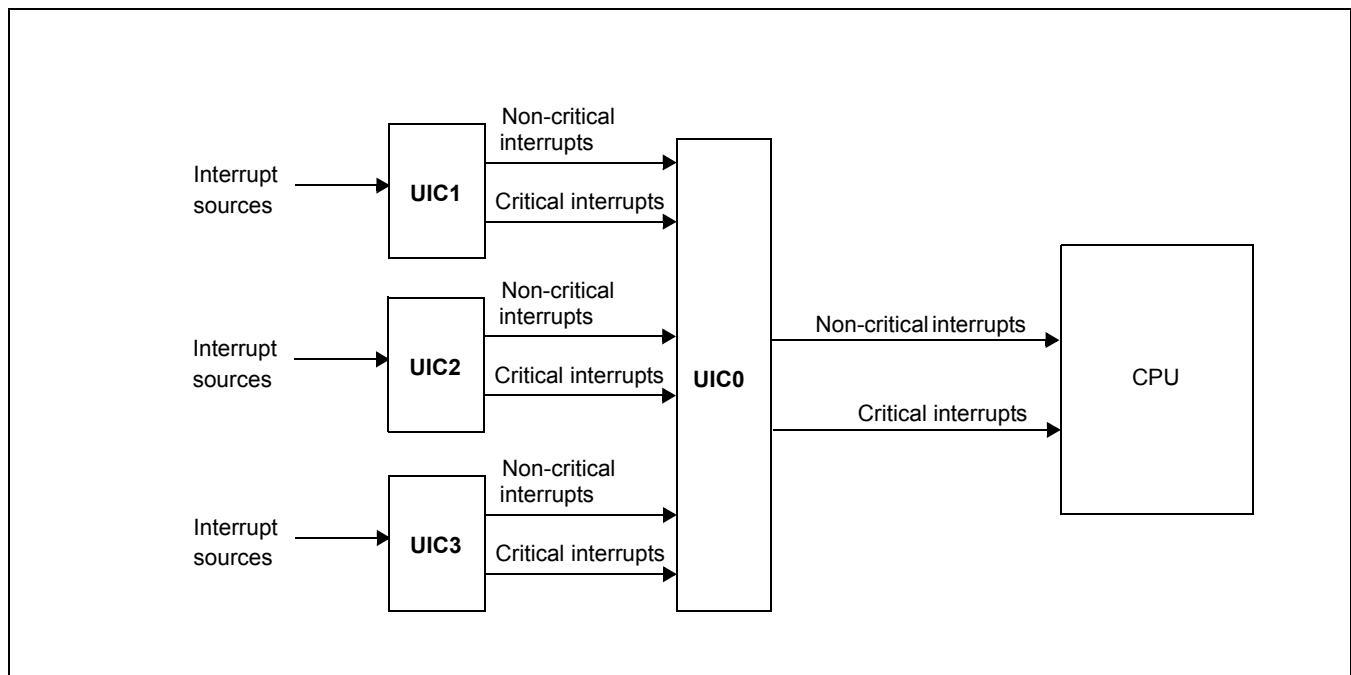 Interrupt
sources
UIC1
Non-critical
interrupts
Critical interrupts
Interrupt
sources
UIC2
Non-critical
interrupts
Critical interrupts
Interrupt
sources
UIC3
Non-critical
interrupts
Critical interrupts
UIC0
Non-critical interrupts
Critical interrupts
CPU